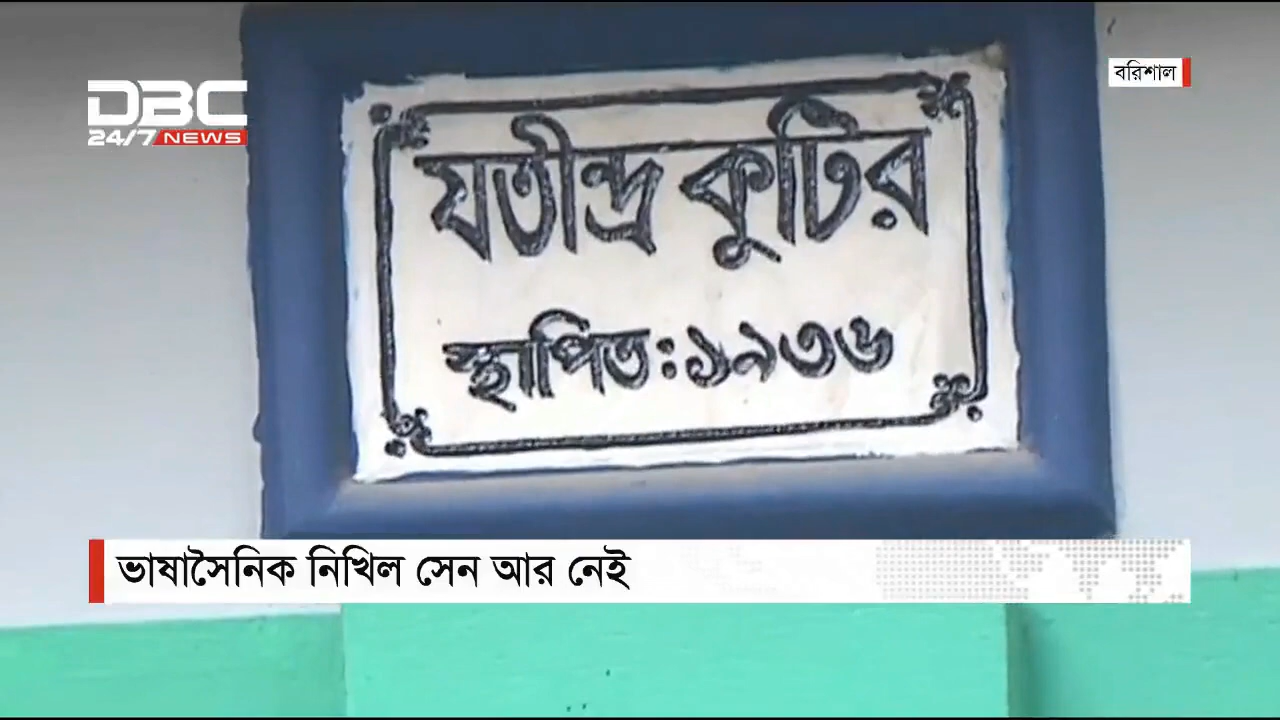 DBC
24/7 NEWS
বরিশাল
যতীন্দ্র কুটির
স্থাপিত:১৯৩৬
ভাষাসৈনিক নিখিল সেন আর নেই